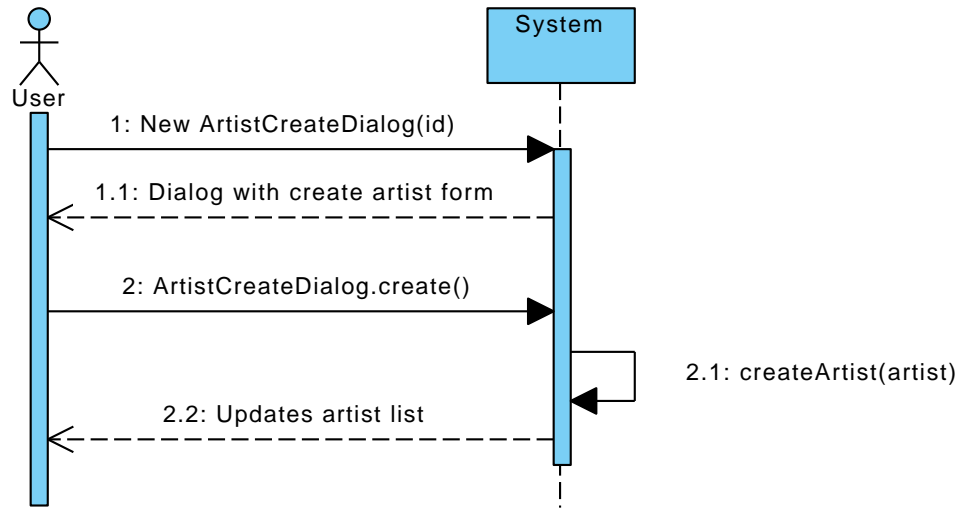 System
User
1: New ArtistCreateDialog(id)
1.1: Dialog with create artist form
2: ArtistCreateDialog.create()
2.1: createArtist(artist)
2.2: Updates artist list